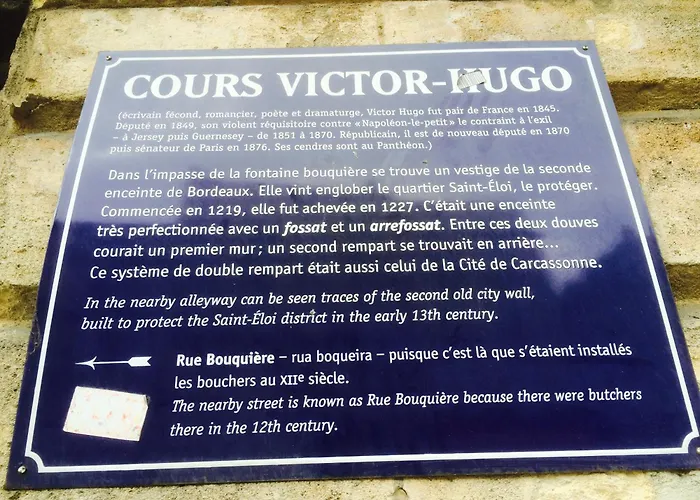 COURS VICTOR-HUGO
(écrivain fécond, romancier, poète et dramaturge, Victor Hugo fut pair de France en 1845.
Député en 1849, son violent réquisitoire contre «Napoléon-le-petit» le contraint à l'exil
– à Jersey puis Guernesey – de 1851 à 1870. Républicain, il est de nouveau député en 1870
puis sénateur de Paris en 1876. Ses cendres sont au Panthéon.)
Dans l'impasse de la fontaine bouquière se trouve un vestige de la seconde
enceinte de Bordeaux. Elle vint englober le quartier Saint-Éloi, le protéger.
Commencée en 1219, elle fut achevée en 1227. C'était une enceinte
très perfectionnée avec un fossat et un arrefossat. Entre ces deux douves
courait un premier mur ; un second rempart se trouvait en arrière...
Ce système de double rempart était aussi celui de la Cité de Carcassonne.
In the nearby alleyway can be seen traces of the second old city wall,
built to protect the Saint-Éloi district in the early 13th century.
Rue Bouquière – rua boqueira – puisque c'est là que s'étaient installés
les bouchers au XIIe siècle.
The nearby street is known as Rue Bouquière because there were butchers
there in the 12th century.